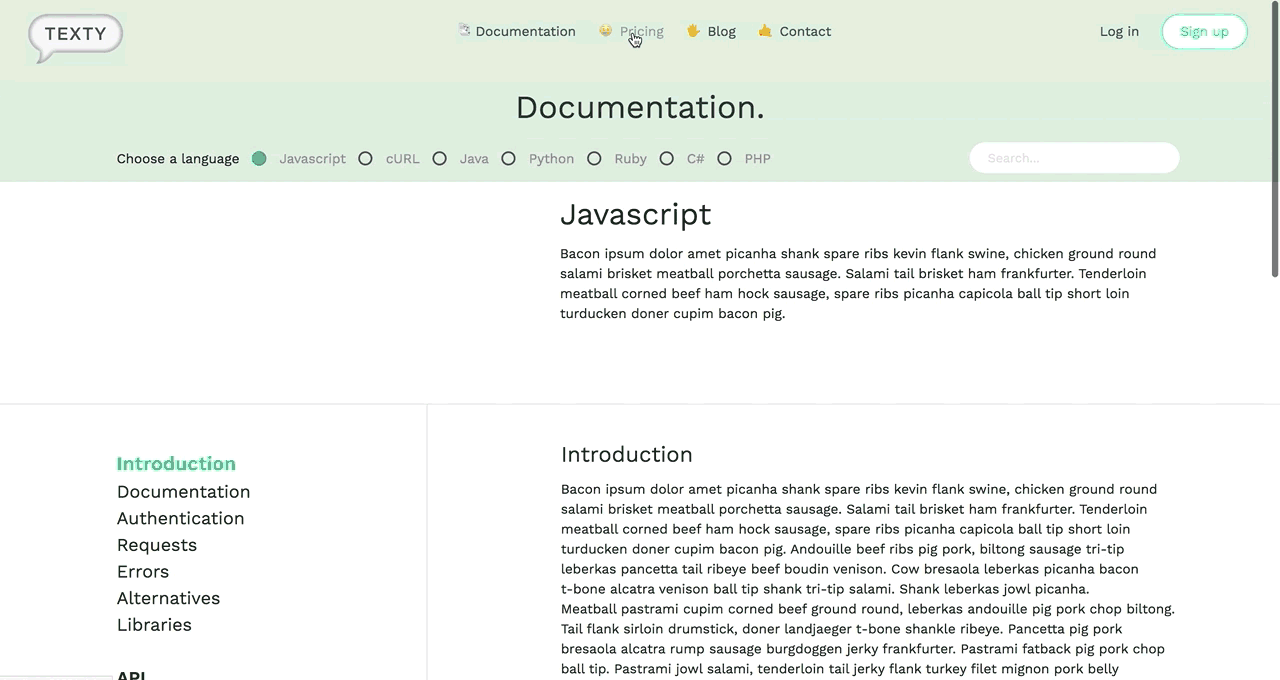 TEXTY
Documentation Pricing Blog Contact
Log in Sign up
Documentation.
Choose a language Javascript cURL Java Python Ruby C# PHP
Search...
Javascript
Bacon ipsum dolor amet picanha shank spare ribs kevin flank swine, chicken ground round
salami brisket meatball porchetta sausage. Salami tail brisket ham frankfurter. Tenderloin
meatball corned beef ham hock sausage, spare ribs picanha capicola ball tip short loin
turducken doner cupim bacon pig.
Introduction
Documentation
Authentication
Requests
Errors
Alternatives
Libraries
API
Introduction
Bacon ipsum dolor amet picanha shank spare ribs kevin flank swine, chicken ground round
salami brisket meatball porchetta sausage. Salami tail brisket ham frankfurter. Tenderloin
meatball corned beef ham hock sausage, spare ribs picanha capicola ball tip short loin
turducken doner cupim bacon pig. Andouille beef ribs pig pork, biltong sausage tri-tip
leberkas pancetta tail ribeye beef boudin venison. Cow bresaola leberkas picanha bacon
t-bone alcatra venison ball tip shank tri-tip salami. Shank leberkas jowl picanha.
Meatball pastrami cupim corned beef ground round, leberkas andouille pig pork chop biltong.
Tail flank sirloin drumstick, doner landjaeger t-bone shankle ribeye. Pancetta pig pork
bresaola alcatra rump sausage burgdoggen jerky frankfurter. Pastrami fatback pig pork chop
ball tip. Pastrami jowl salami, tenderloin tail jerky flank turkey filet mignon pork belly